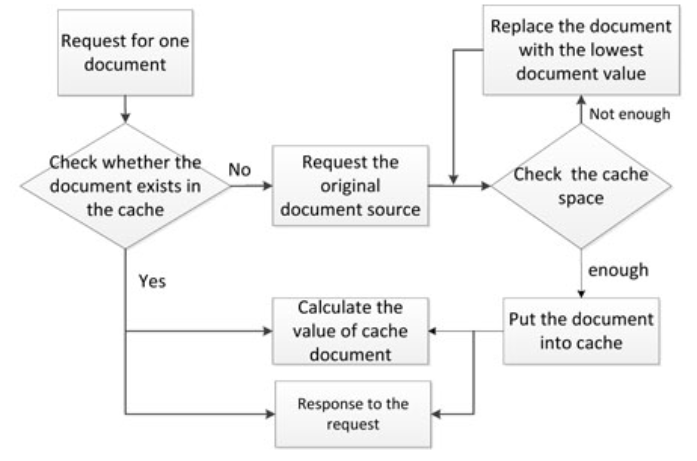 Request for one
document
Replace the document
with the lowest
document value
Not enough
Check whether the
document exists in
the cache
No
Request the
original
document source
Check the cache
space
Yes
enough
Calculate the
value of cache
document
Put the document
into cache
Response to the
request